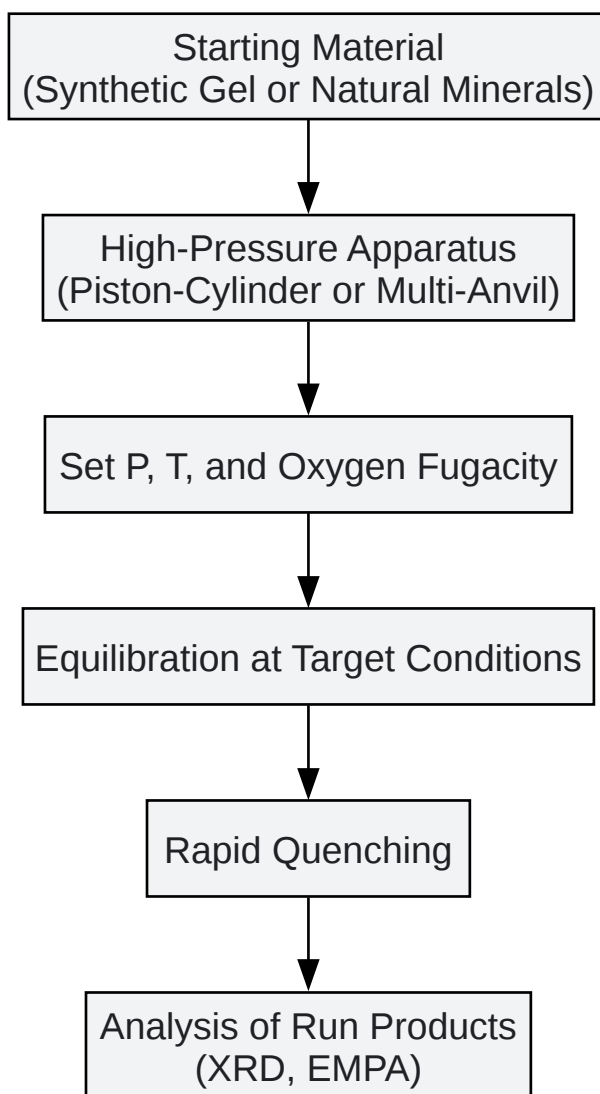 Starting Material
(Synthetic Gel or Natural Minerals)
High-Pressure Apparatus
(Piston-Cylinder or Multi-Anvil)
Set P, T, and Oxygen Fugacity
Equilibration at Target Conditions
Rapid Quenching
Analysis of Run Products
(XRD, EMPA)